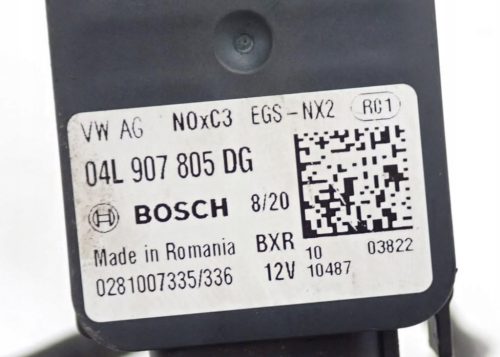 VW AG NOxC3 EGS-NX2 RC1
04L 907 805 DG
BOSCH 8/20
Made in Romania BXR 10 03822
0281007335/336 12V 10487